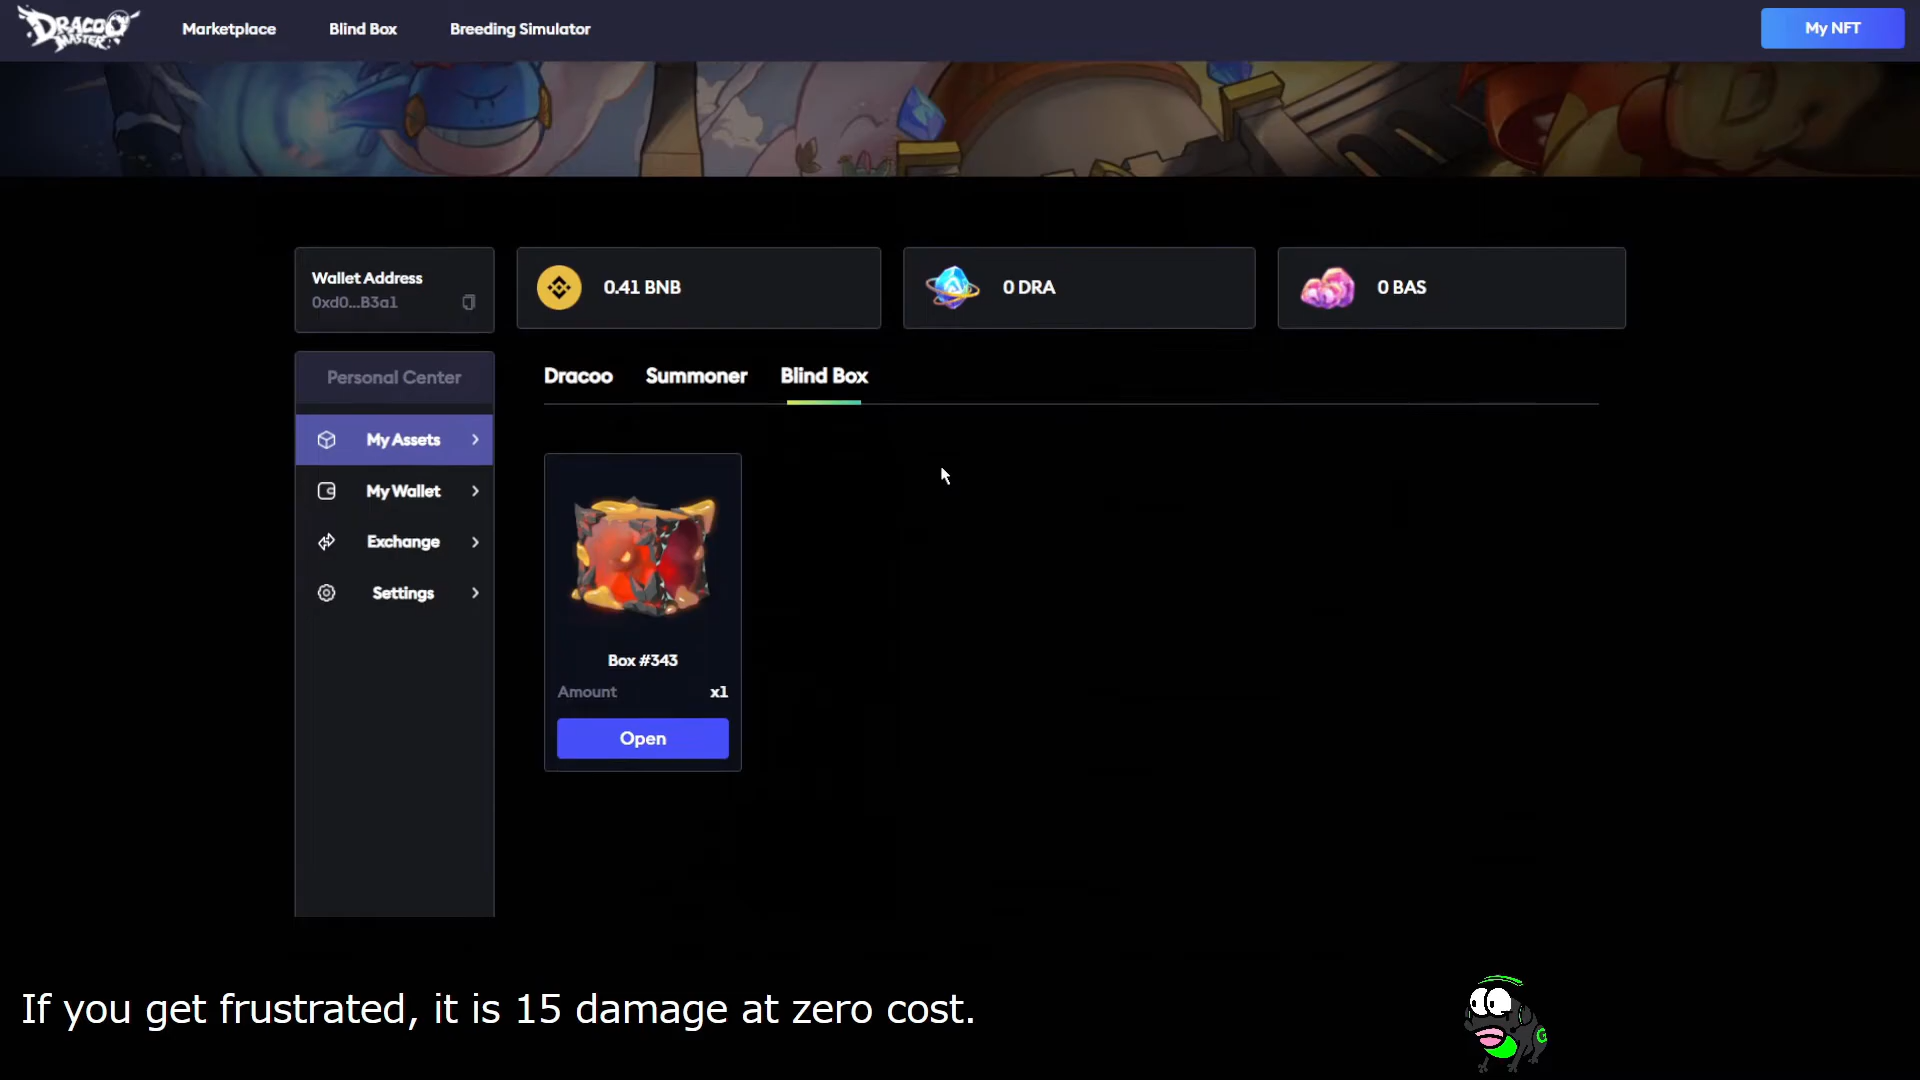 DRACOO MASTER
Marketplace
Blind Box
Breeding Simulator
My NFT
Wallet Address
0xd0...B3a1
0.41 BNB
0 DRA
0 BAS
Personal Center
My Assets
My Wallet
Exchange
Settings
Dracoo
Summoner
Blind Box
Box #343
Amount x1
Open
If you get frustrated, it is 15 damage at zero cost.
G